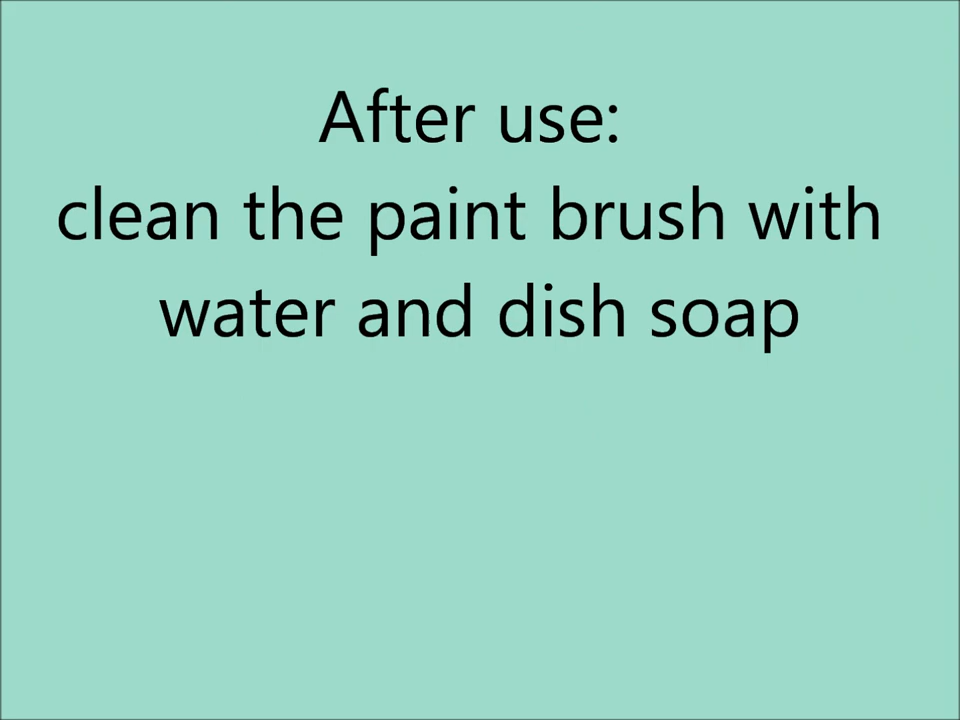 After use:
clean the paint brush with
water and dish soap